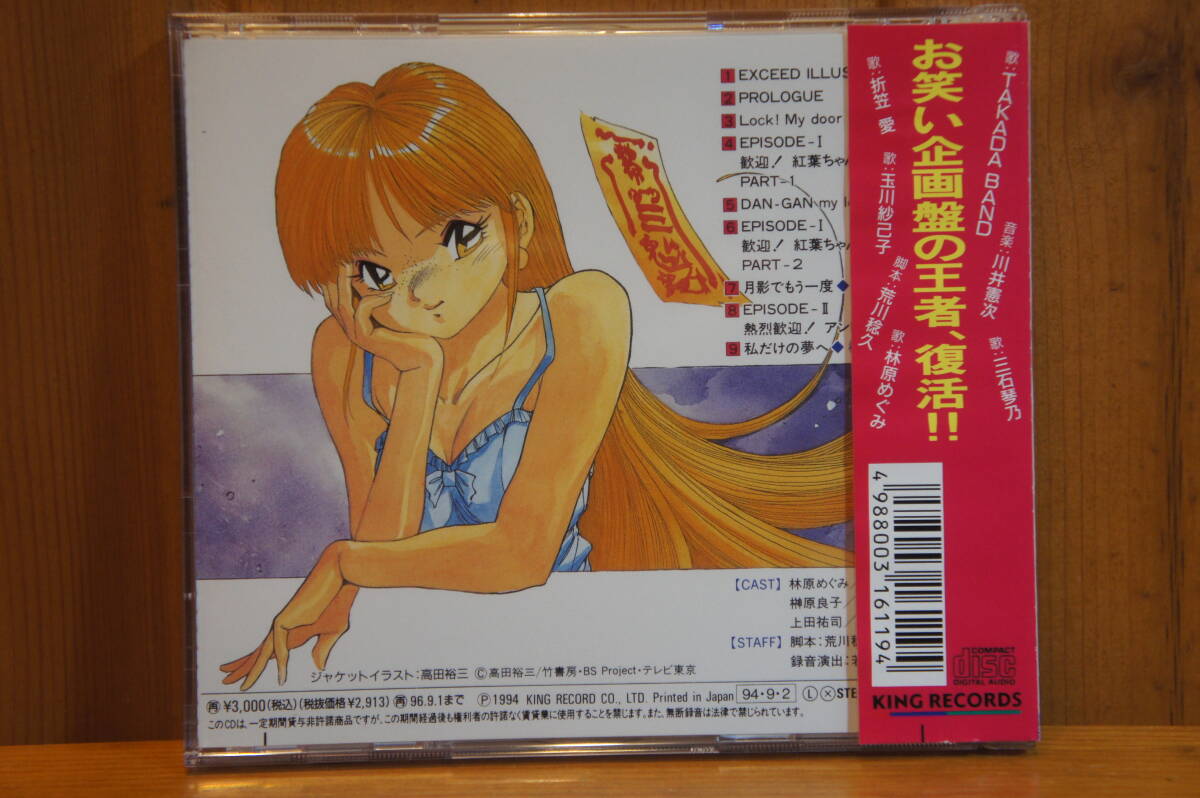 1 EXCEED ILLUS
2 PROLOGUE
3 Lock! My door
4 EPISODE-I
歓迎! 紅葉ちゃん
PART-1
5 DAN-GAN my l
6 EPISODE-I
歓迎! 紅葉ちゃん
PART-2
7 月影でもう一度◆
8 EPISODE-II
熱烈歓迎! アン
9 私だけの夢へ◆
【CAST】林原めぐみ/
榊原良子/
上田祐司/
【STAFF】脚本:荒川稔
録音演出:若
ジャケットイラスト:高田裕三 ©高田裕三/竹書房・BS Project・テレビ東京
再 ¥3,000(税込)(税抜価格¥2,913) 再 96.9.1まで Ⓟ1994 KING RECORD CO., LTD. Printed in Japan 94・9・2 Ⓛ Ⓧ STE
このCDは、一定期間貸与非許諾商品ですが、この期間経過後も権利者の許諾なく賃貸業に使用することを禁じます。また、無断録音は法律で禁じられています。
歌:TAKADA BAND
音楽:川井憲次
歌:三石琴乃
お笑い企画盤の王者、復活!!
歌:折笠 愛
歌:玉川紗己子
脚本:荒川稔久
歌:林原めぐみ
4 988003 161194
COMPACT
disc
DIGITAL AUDIO
KING RECORDS